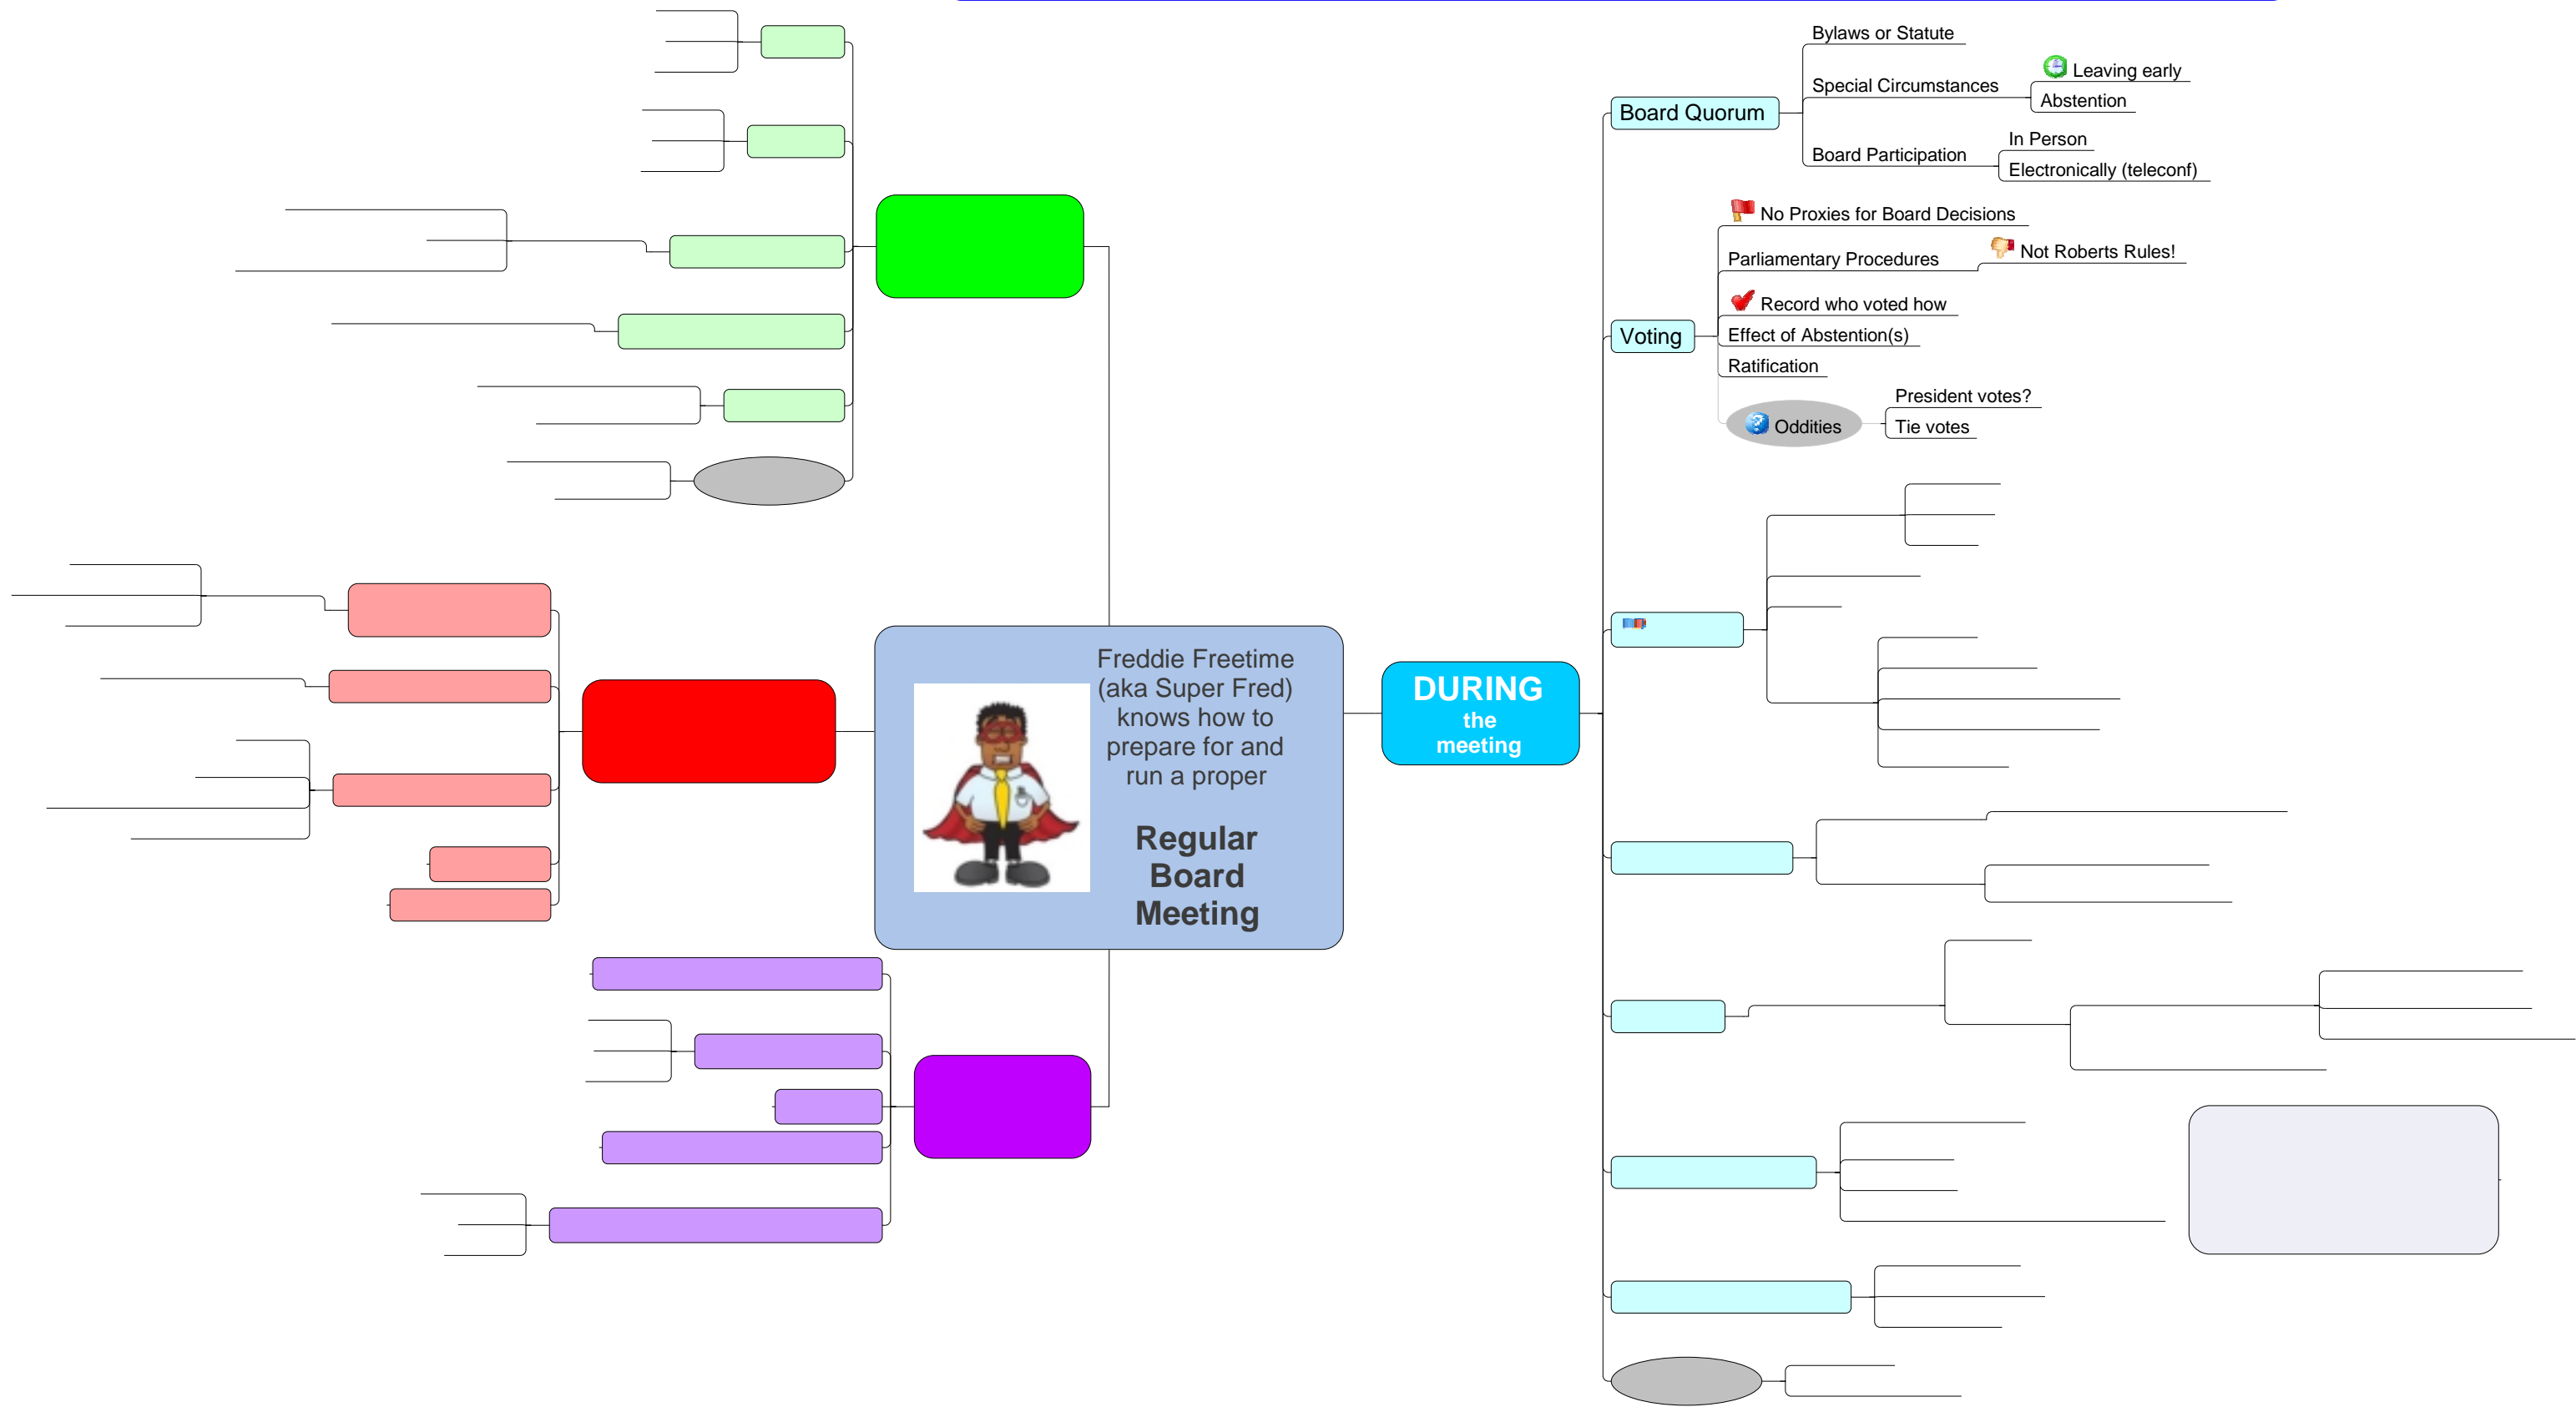 Freddie Freetime
(aka Super Fred)
knows how to
prepare for and
run a proper
Regular
Board
Meeting
DURING
the
meeting
Board Quorum
Bylaws or Statute
Special Circumstances
Leaving early
Abstention
Board Participation
In Person
Electronically (teleconf)
Voting
No Proxies for Board Decisions
Parliamentary Procedures
Not Roberts Rules!
Record who voted how
Effect of Abstention(s)
Ratification
Oddities
President votes?
Tie votes